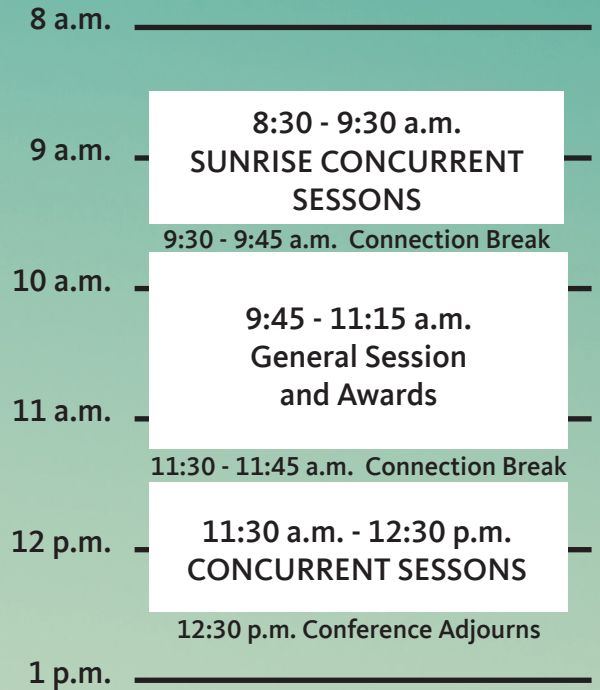 8 a.m.
8:30 - 9:30 a.m.
9 a.m.
SUNRISE CONCURRENT
SESSONS
9:30 - 9:45 a.m. Connection Break
10 a.m.
9:45 - 11:15 a.m.
General Session
and Awards
11 a.m.
11:30 - 11:45 a.m. Connection Break
11:30 a.m. - 12:30 p.m.
12 p.m.
CONCURRENT SESSONS
12:30 p.m. Conference Adjourns
1 p.m.